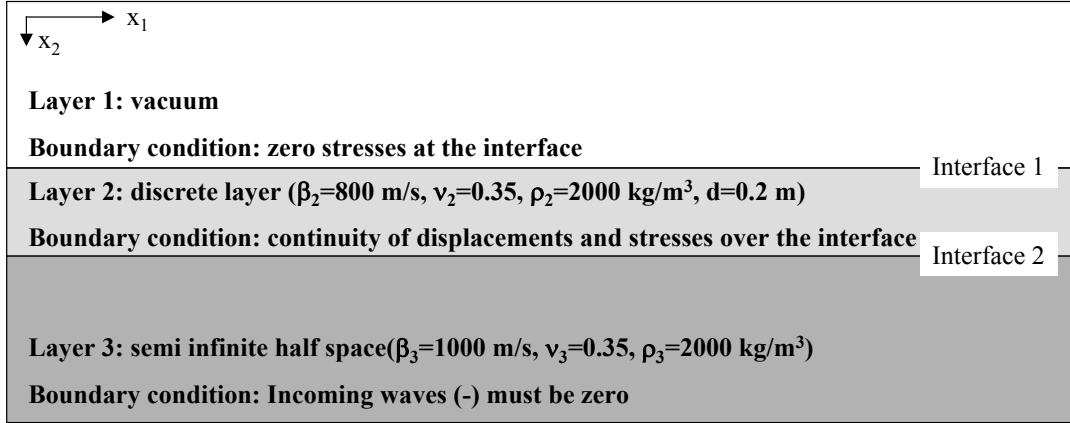 x₁
x₂
Layer 1: vacuum
Boundary condition: zero stresses at the interface
Interface 1
Layer 2: discrete layer (β₂=800 m/s, ν₂=0.35, ρ₂=2000 kg/m³, d=0.2 m)
Boundary condition: continuity of displacements and stresses over the interface
Interface 2
Layer 3: semi infinite half space(β₃=1000 m/s, ν₃=0.35, ρ₃=2000 kg/m³)
Boundary condition: Incoming waves (-) must be zero